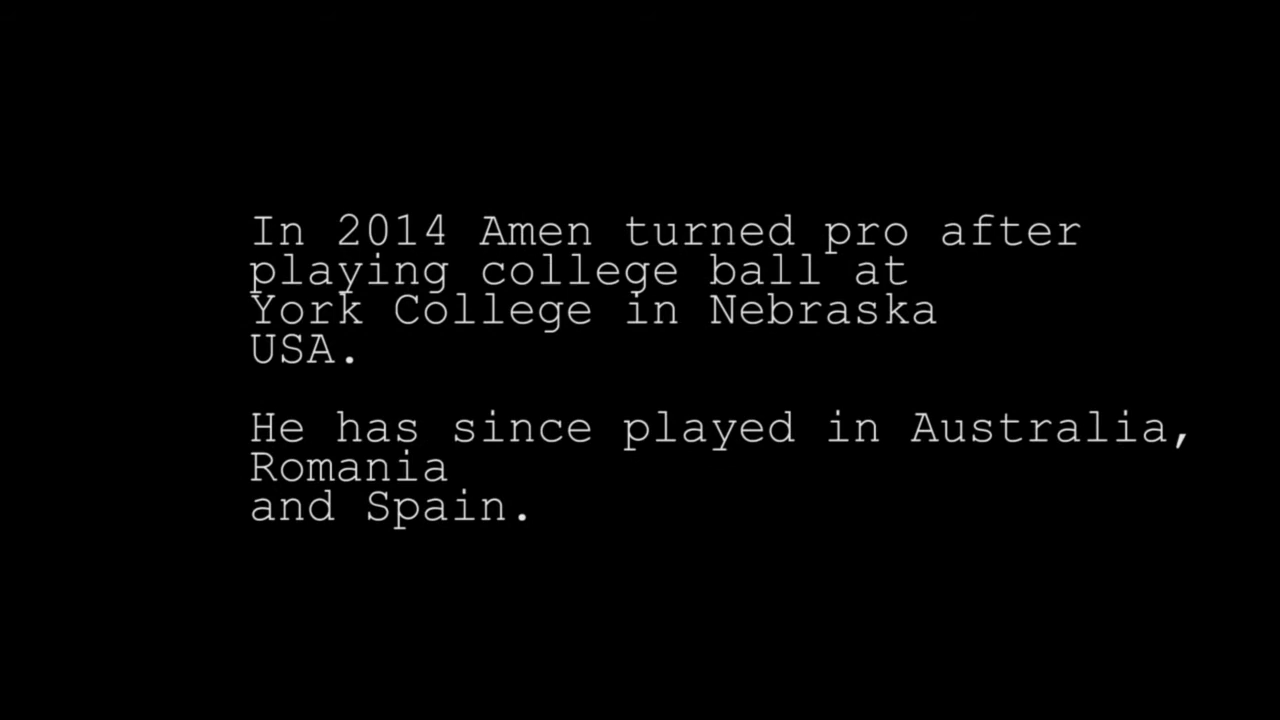 In 2014 Amen turned pro after
playing college ball at
York College in Nebraska
USA.
He has since played in Australia,
Romania
and Spain.